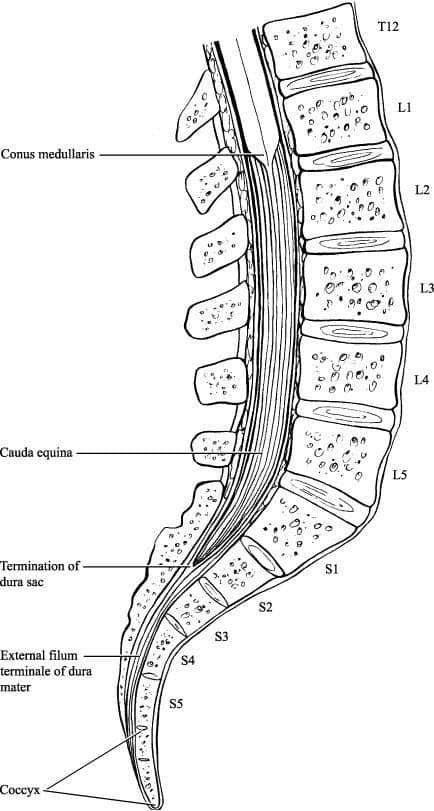 T12
L1
Conus medullaris
L2
L3
L4
Cauda equina
L5
Termination of
dura sac
S1
S2
S3
External filum
terminale of dura
mater
S4
S5
Coccyx